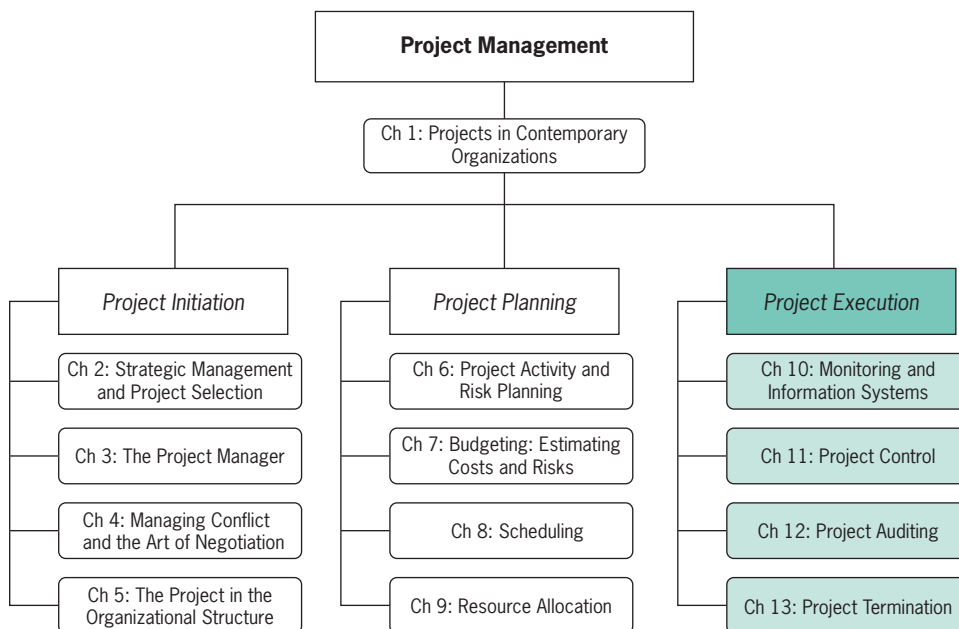 Project Management
Ch 1: Projects in Contemporary
Organizations
Project Initiation
Ch 2: Strategic Management
and Project Selection
Ch 3: The Project Manager
Ch 4: Managing Conflict
and the Art of Negotiation
Ch 5: The Project in the
Organizational Structure
Project Planning
Ch 6: Project Activity and
Risk Planning
Ch 7: Budgeting: Estimating
Costs and Risks
Ch 8: Scheduling
Ch 9: Resource Allocation
Project Execution
Ch 10: Monitoring and
Information Systems
Ch 11: Project Control
Ch 12: Project Auditing
Ch 13: Project Termination